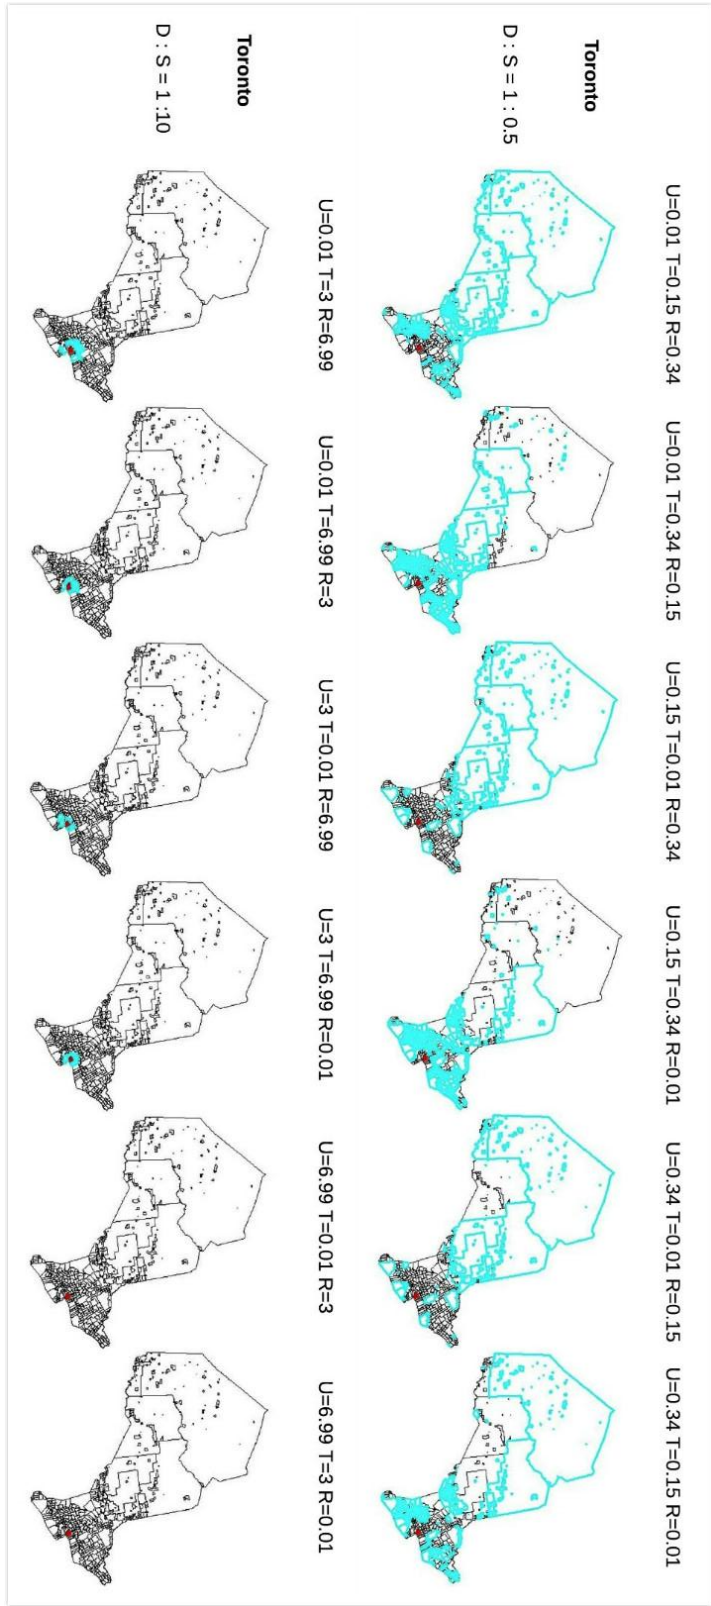 Toronto
D : S = 1 : 0.5
U=0.01 T=0.15 R=0.34
U=0.01 T=0.34 R=0.15
U=0.15 T=0.01 R=0.34
U=0.15 T=0.34 R=0.01
U=0.34 T=0.01 R=0.15
U=0.34 T=0.15 R=0.01
Toronto
D : S = 1 :10
U=0.01 T=3 R=6.99
U=0.01 T=6.99 R=3
U=3 T=0.01 R=6.99
U=3 T=6.99 R=0.01
U=6.99 T=0.01 R=3
U=6.99 T=3 R=0.01